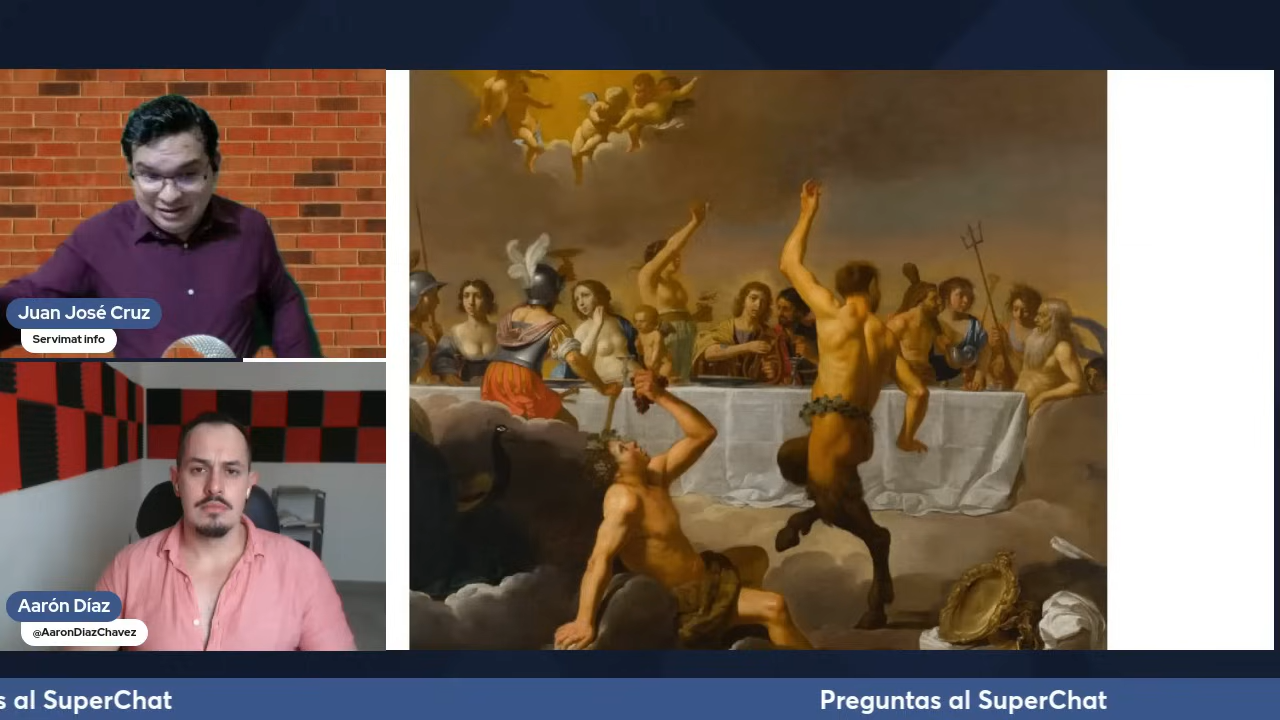 Juan José Cruz
Servimat info
Aarón Díaz
@AaronDiazChavez
s al SuperChat
Preguntas al SuperChat